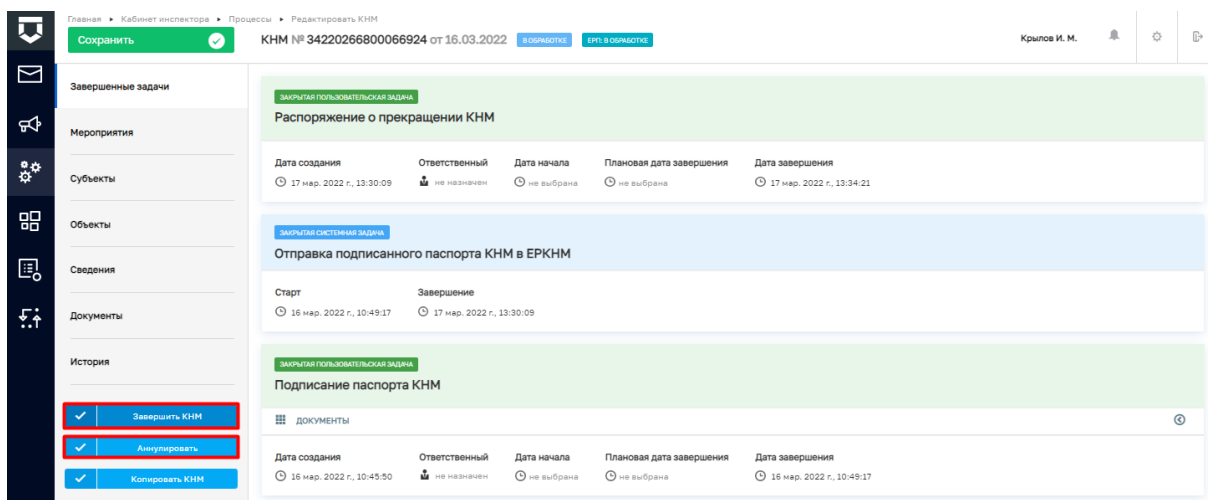 Главная ▸ Кабинет инспектора ▸ Процессы ▸ Редактировать КНМ
Сохранить
КНМ № 34220266800066924 от 16.03.2022 В ОБРАБОТКЕ ЕРП: В ОБРАБОТКЕ
Крылов И. М.
Завершенные задачи
Мероприятия
Субъекты
Объекты
Сведения
Документы
История
Завершить КНМ
Аннулировать
Копировать КНМ
ЗАКРЫТАЯ ПОЛЬЗОВАТЕЛЬСКАЯ ЗАДАЧА
Распоряжение о прекращении КНМ
Дата создания Ответственный Дата начала Плановая дата завершения Дата завершения
17 мар. 2022 г., 13:30:09 не назначен не выбрана не выбрана 17 мар. 2022 г., 13:34:21
ЗАКРЫТАЯ СИСТЕМНАЯ ЗАДАЧА
Отправка подписанного паспорта КНМ в ЕРКНМ
Старт Завершение
16 мар. 2022 г., 10:49:17 17 мар. 2022 г., 13:30:09
ЗАКРЫТАЯ ПОЛЬЗОВАТЕЛЬСКАЯ ЗАДАЧА
Подписание паспорта КНМ
ДОКУМЕНТЫ
Дата создания Ответственный Дата начала Плановая дата завершения Дата завершения
16 мар. 2022 г., 10:45:50 не назначен не выбрана не выбрана 16 мар. 2022 г., 10:49:17